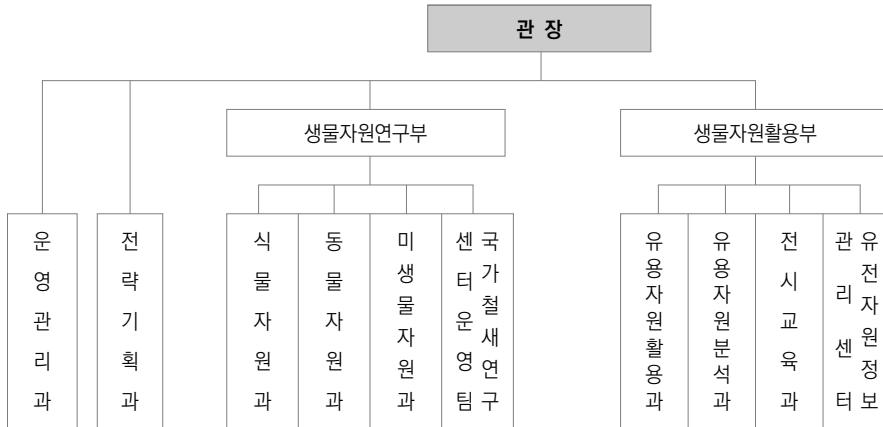 관 장
생물자원연구부
생물자원활용부
운영관리과
전략기획과
식물자원과
동물자원과
미생물자원과
국가철새연구
센터운영팀
유용자원활용과
유용자원분석과
전시교육과
유전자원정보
관리센터